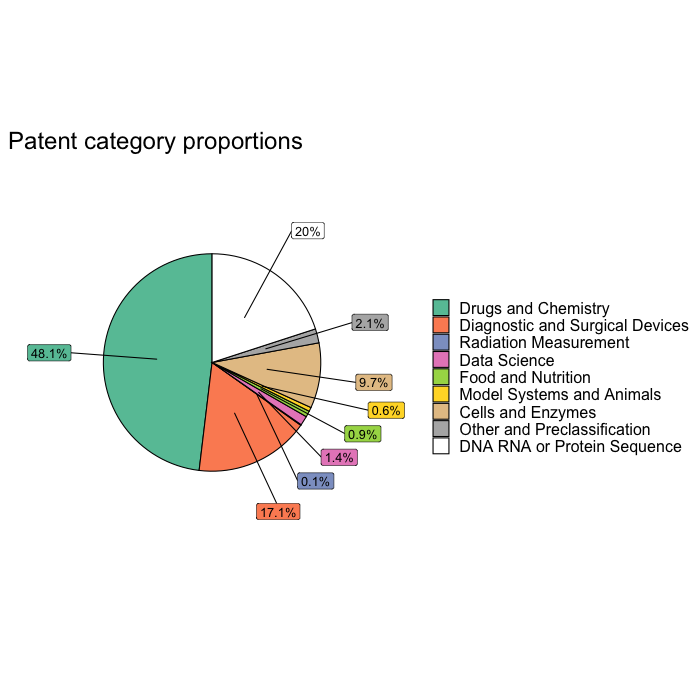 Patent category proportions
20%
2.1%
48.1%
9.7%
0.6%
0.9%
1.4%
0.1%
17.1%
Drugs and Chemistry
Diagnostic and Surgical Devices
Radiation Measurement
Data Science
Food and Nutrition
Model Systems and Animals
Cells and Enzymes
Other and Preclassification
DNA RNA or Protein Sequence